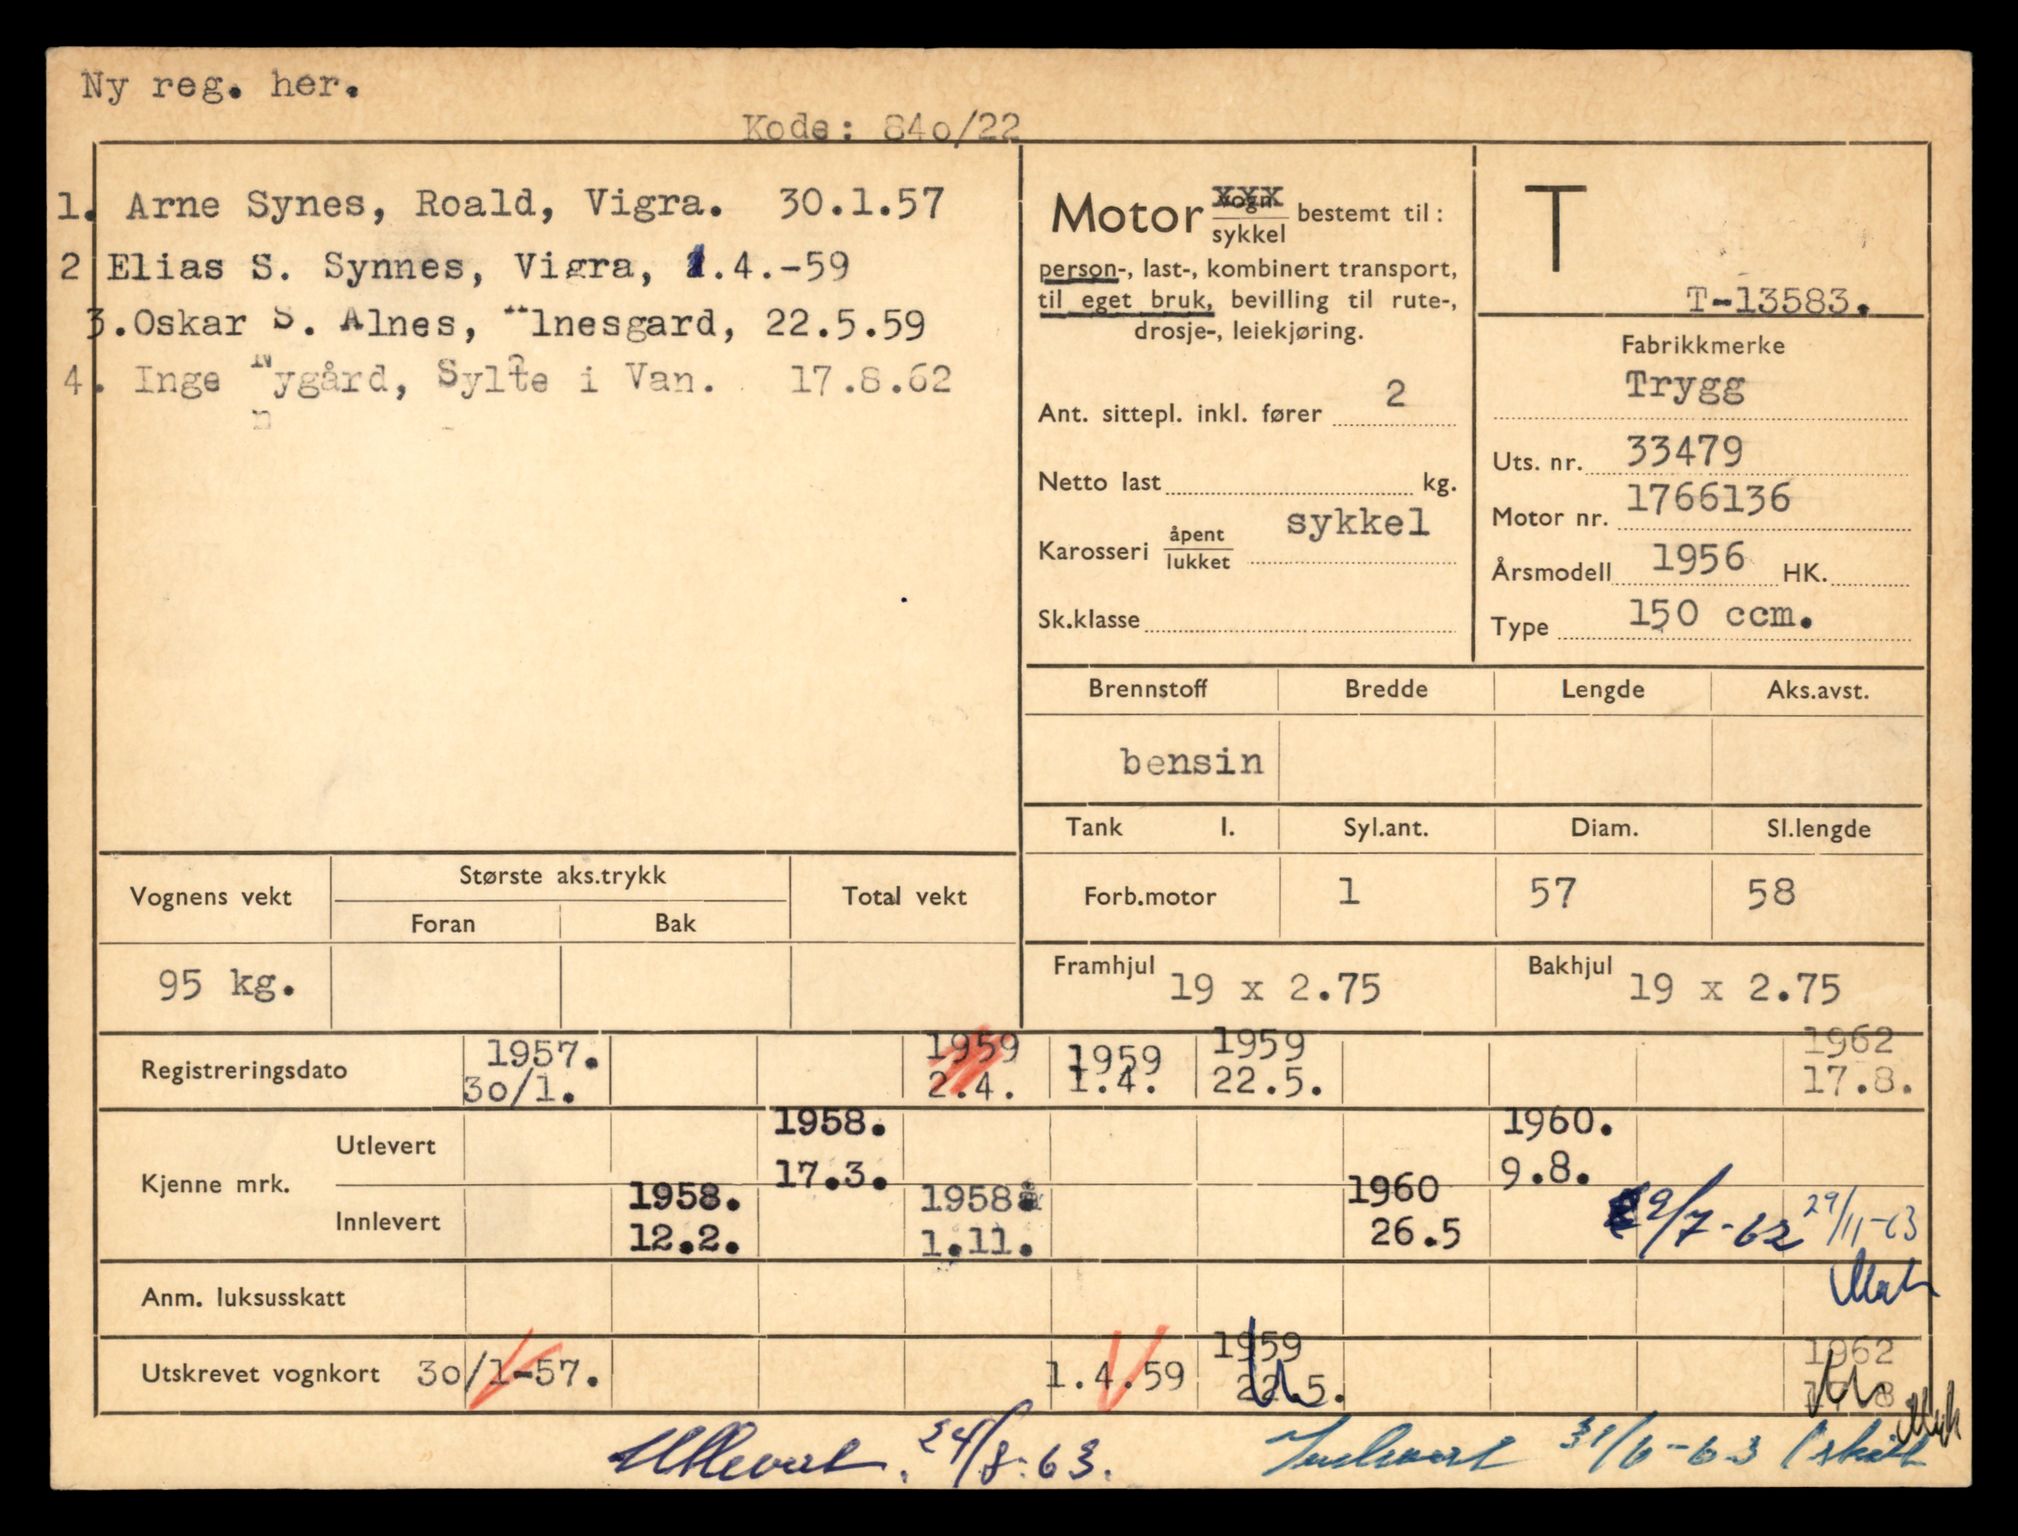 Ny reg. her.
Kode: 84o/22
1. Arne Synes, Roald, Vigra. 30.1.57
2 Elias S. Synnes, Vigra, 1.4.-59
3.Oskar S. Alnes, lnesgard, 22.5.59
4. Inge Nygård, Sylte i Van. 17.8.62
n
Motor vogn/sykkel bestemt til:
person-, last-, kombinert transport,
til eget bruk, bevilling til rute-,
drosje-, leiekjøring.
Ant. sittepl. inkl. fører 2
Netto last kg.
Karosseri åpent/lukket sykkel
Sk.klasse
T
T-13583.
Fabrikkmerke
Trygg
Uts. nr. 33479
Motor nr. 1766136
Årsmodell 1956 HK.
Type 150 ccm.
Brennstoff Bredde Lengde Aks.avst.
bensin
Tank l. Syl.ant. Diam. Sl.lengde
Forb.motor 1 57 58
Framhjul 19 x 2.75 Bakhjul 19 x 2.75
Vognens vekt Største aks.trykk Total vekt
Foran Bak
95 kg.
Registreringsdato 1957. 30/1. 1959 2.4. 1959 1.4. 1959 22.5. 1962 17.8.
Kjenne mrk.
Utlevert 1958. 17.3. 1960. 9.8.
Innlevert 1958. 12.2. 1958 1.11. 1960 26.5 29/7-62 29/11-63
Anm. luksusskatt
Utskrevet vognkort 30/1-57. 1.4.59 1959 22.5. 1962 17.8
Utlevert. 24/8-63. Innlevert 31/6-63 (skatt